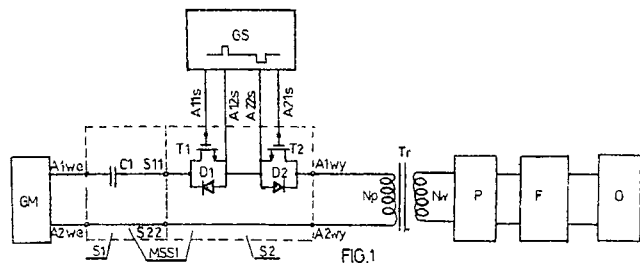 GS
A11s A12s A22s A21s
T1 T2
A1we C1 S11 D1 D2 A1wy Tr
GM Np Nw P F O
A2we S22 A2wy
S1 MSS1 S2 FIG.1